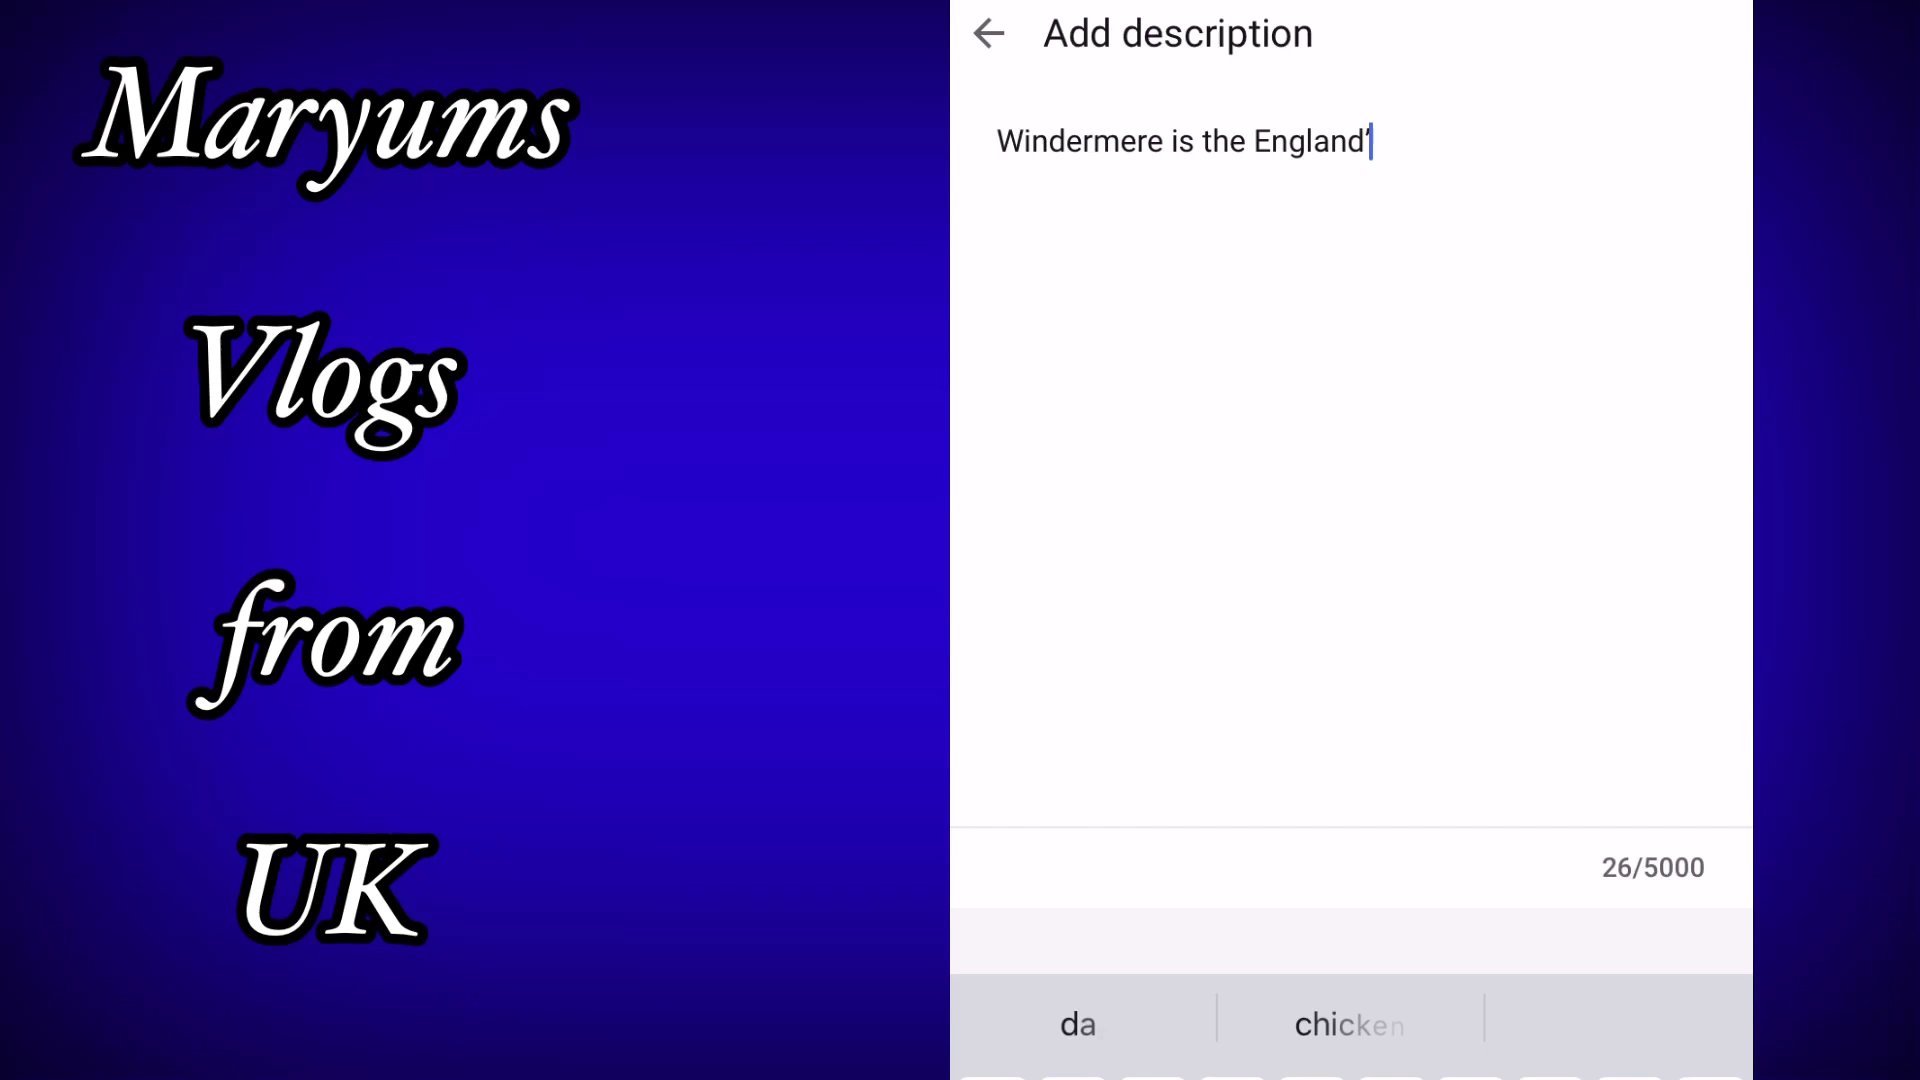 Maryums
Vlogs
from
UK
Add description
Windermere is the England’
26/5000
da
chicken